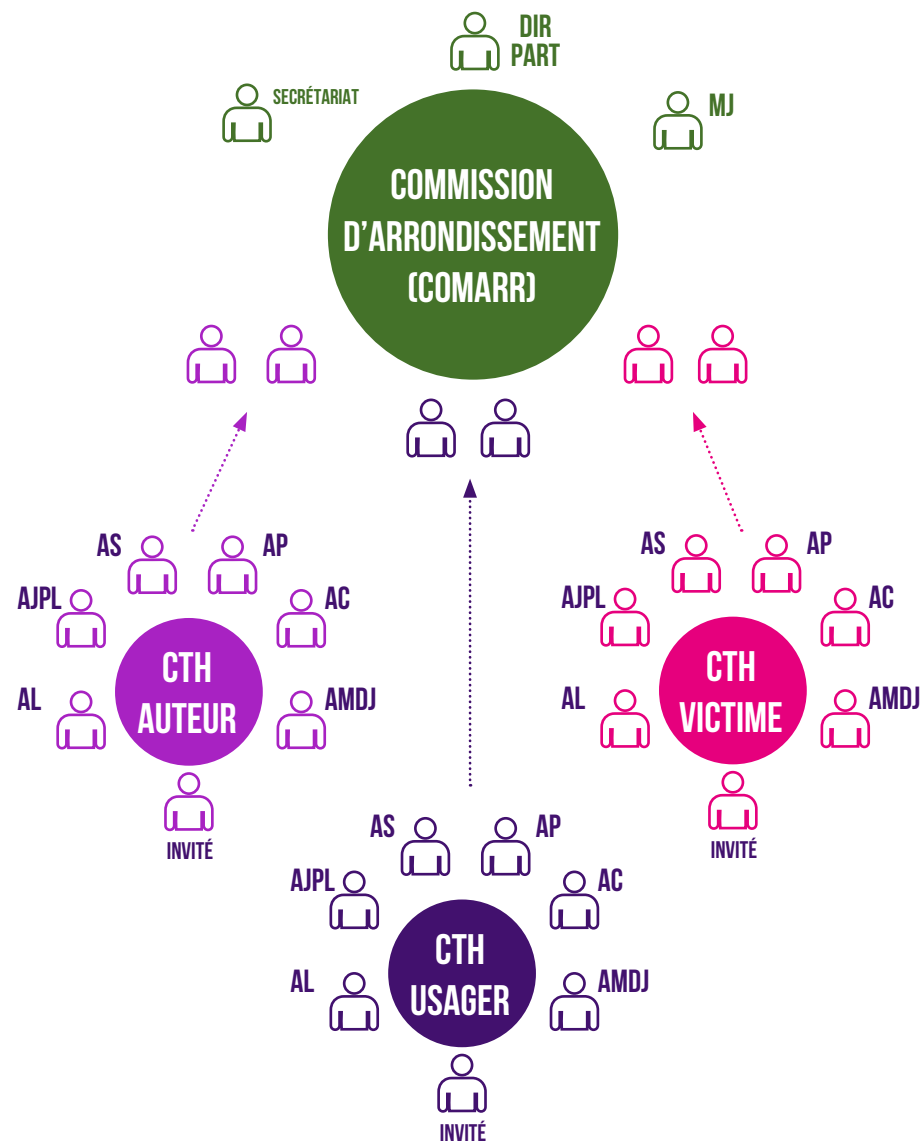 DIR
PART
SECRÉTARIAT
MJ
COMMISSION
D'ARRONDISSEMENT
(COMARR)
AS
AP
AJPL
AC
CTH
AUTEUR
AL
AMDJ
INVITÉ
AS
AP
AJPL
AC
CTH
VICTIME
AL
AMDJ
INVITÉ
AS
AP
AJPL
AC
CTH
USAGER
AL
AMDJ
INVITÉ